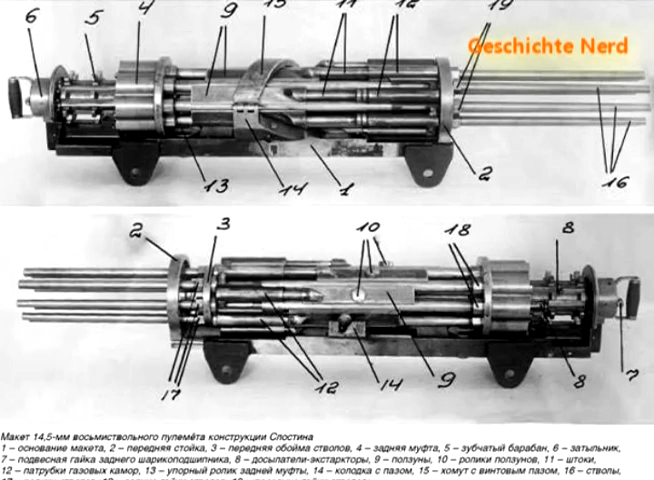 6 5 4 9 15 11 12 19
Geschichte Nerd
13 14 1 2 16
2 3 10 18 8
17 12 14 9 8 7
Макет 14,5-мм восьмиствольного пулемёта конструкции Слостина
1 – основание макета, 2 – передняя стойка, 3 – передняя обойма стволов, 4 – задняя муфта, 5 – зубчатый барабан, 6 – затыльник,
7 – подвесная гайка заднего шарикоподшипника, 8 – досылатели-экстаркторы, 9 – ползуны, 10 – ролики ползунов, 11 – штоки,
12 – патрубки газовых камор, 13 – упорный ролик задней муфты, 14 – колодка с пазом, 15 – хомут с винтовым пазом, 16 – стволы,